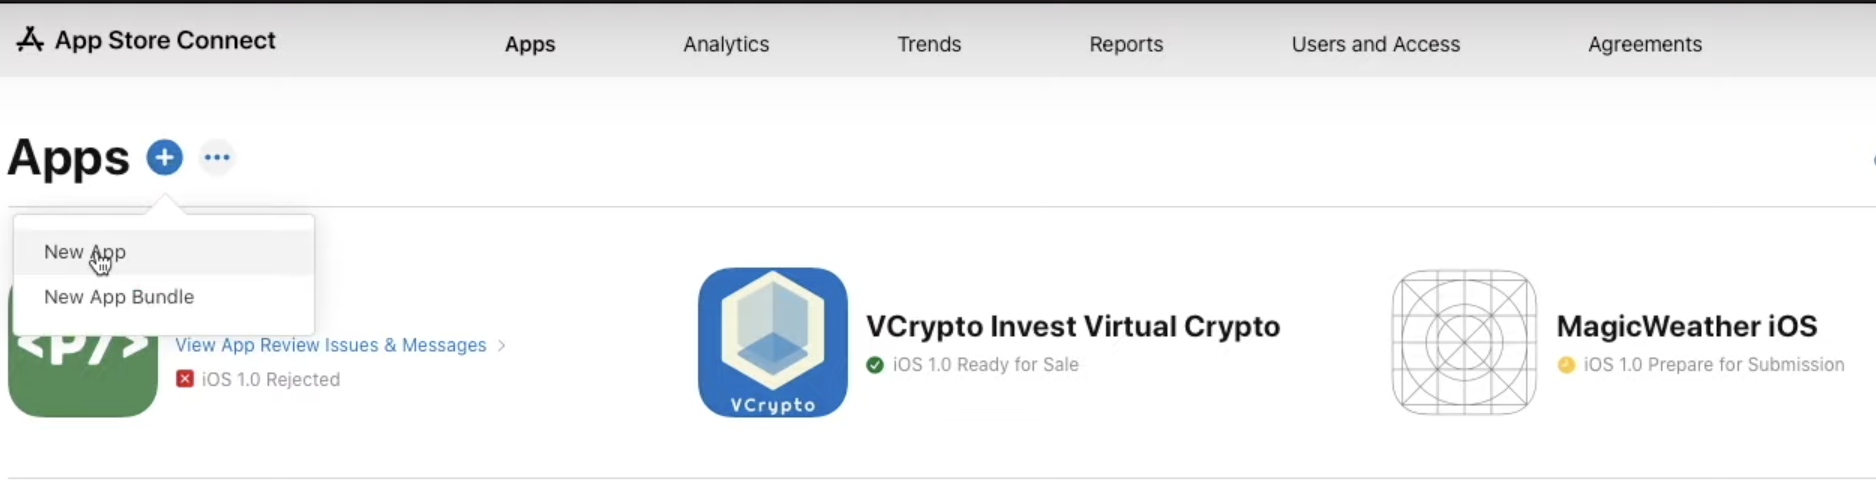 App Store Connect
Apps
Analytics
Trends
Reports
Users and Access
Agreements
Apps
New App
New App Bundle
<p/>
View App Review Issues & Messages
iOS 1.0 Rejected
VCrypto
VCrypto Invest Virtual Crypto
iOS 1.0 Ready for Sale
MagicWeather iOS
iOS 1.0 Prepare for Submission